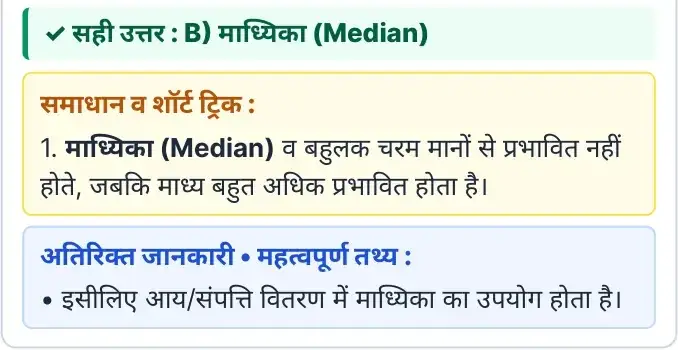 ✓ सही उत्तर : B) माध्यिका (Median)
समाधान व शॉर्ट ट्रिक :
1. माध्यिका (Median) व बहुलक चरम मानों से प्रभावित नहीं
होते, जबकि माध्य बहुत अधिक प्रभावित होता है।
अतिरिक्त जानकारी • महत्वपूर्ण तथ्य :
• इसीलिए आय/संपत्ति वितरण में माध्यिका का उपयोग होता है।